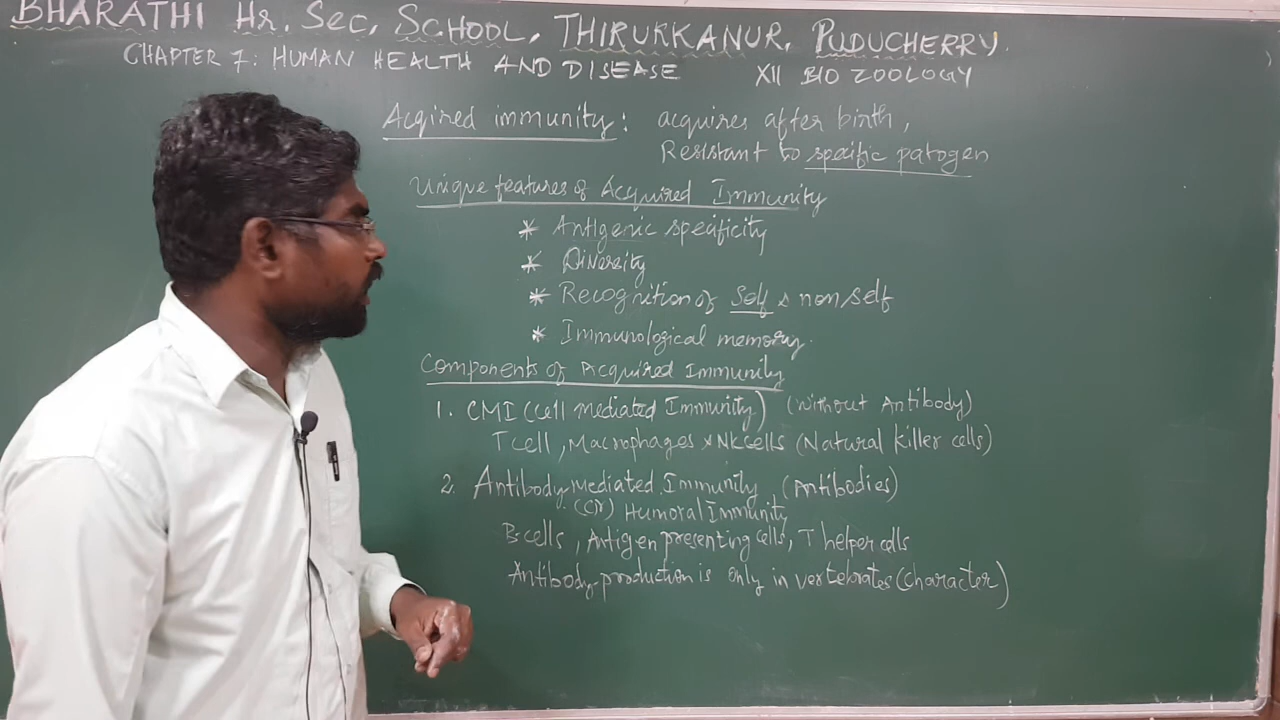 BHARATHI Hr. Sec, SCHOOL, THIRUKKANUR, PUDUCHERRY.
CHAPTER 7: HUMAN HEALTH AND DISEASE XII BIO ZOOLOGY
Acqired immunity: acquires after birth,
Resistant to specific patogen
Unique features of Acquired Immunity
* Antigenic specificity
* Diversity
* Recognition of Self & non self
* Immunological memory.
Components of Acquired Immunity
1. CMI (Cell mediated Immunity) (Without Antibody)
T cell, Macrophages & NK cells (Natural killer cells)
2. Antibody Mediated Immunity (Antibodies)
(Or) Humoral Immunity
B cells, Antigen presenting cells, T helper cells
Antibody production is only in vertebrates (character)